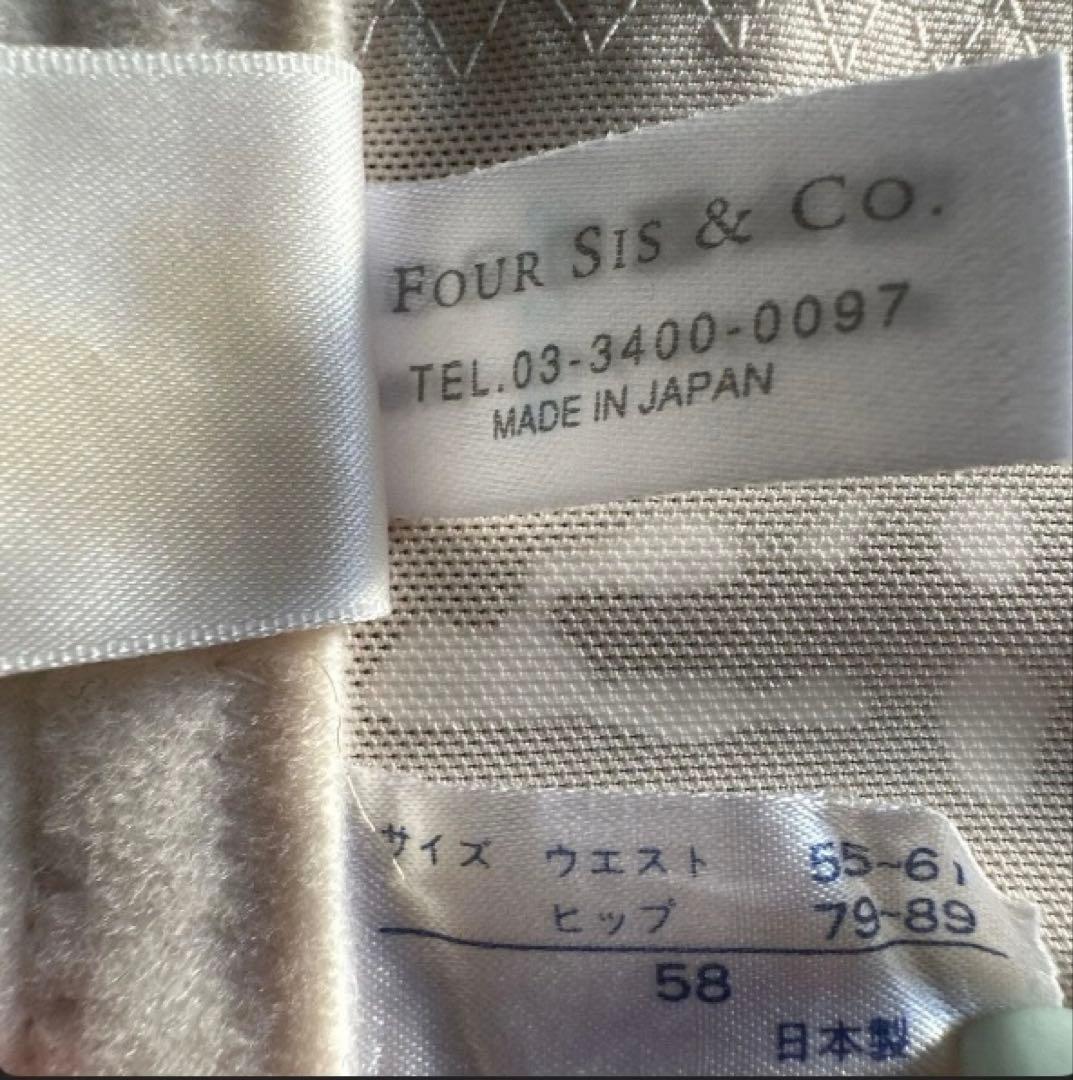 FOUR SIS & CO.
TEL.03-3400-0097
MADE IN JAPAN
サイズ ウエスト 55~61
ヒップ 79~89
58
日本製